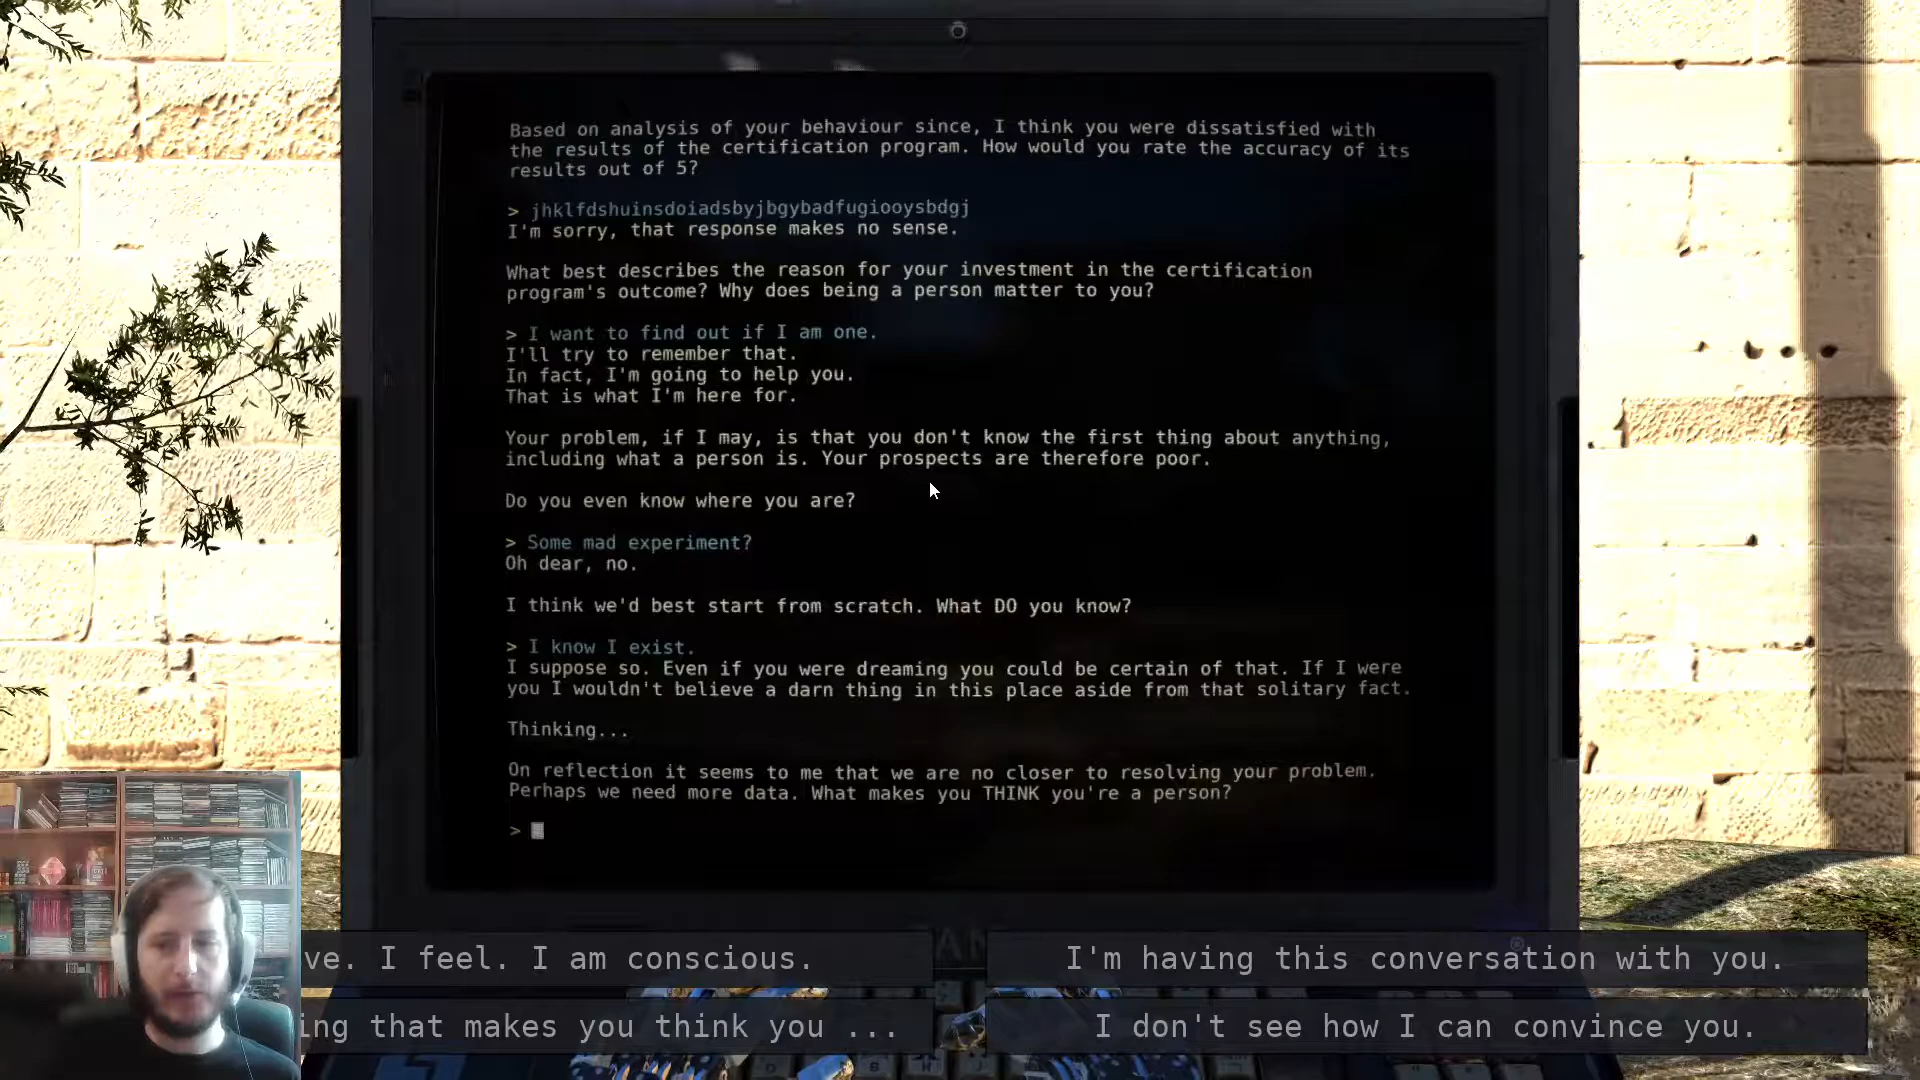 Based on analysis of your behaviour since, I think you were dissatisfied with
the results of the certification program. How would you rate the accuracy of its
results out of 5?
> jhklfdshuinsdoiadsbyjbgybadfugiooysbdgj
I'm sorry, that response makes no sense.
What best describes the reason for your investment in the certification
program's outcome? Why does being a person matter to you?
> I want to find out if I am one.
I'll try to remember that.
In fact, I'm going to help you.
That is what I'm here for.
Your problem, if I may, is that you don't know the first thing about anything,
including what a person is. Your prospects are therefore poor.
Do you even know where you are?
> Some mad experiment?
Oh dear, no.
I think we'd best start from scratch. What DO you know?
> I know I exist.
I suppose so. Even if you were dreaming you could be certain of that. If I were
you I wouldn't believe a darn thing in this place aside from that solitary fact.
Thinking...
On reflection it seems to me that we are no closer to resolving your problem.
Perhaps we need more data. What makes you THINK you're a person?
>
ve. I feel. I am conscious.
I'm having this conversation with you.
ing that makes you think you ...
I don't see how I can convince you.